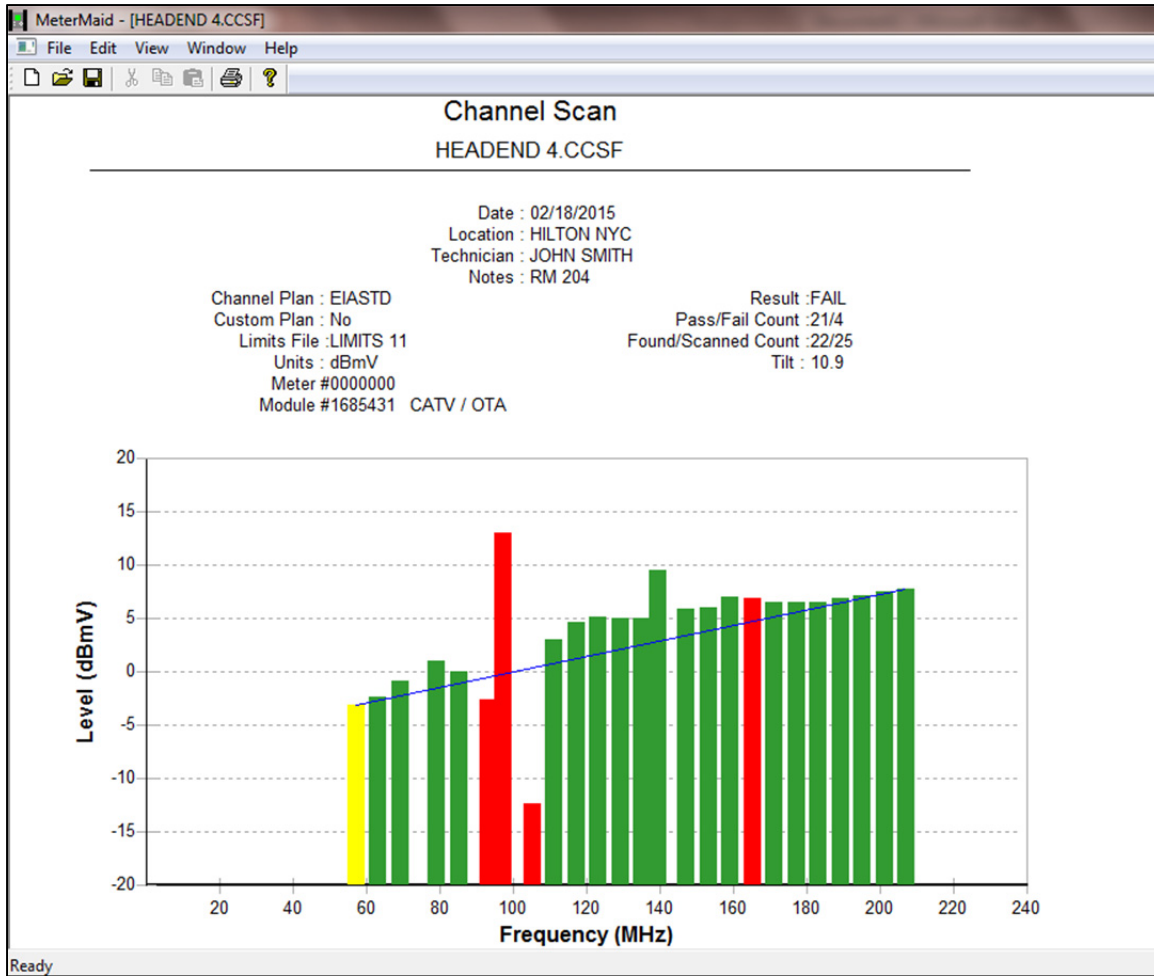 MeterMaid - [HEADEND 4.CCSF]
File Edit View Window Help
Channel Scan
HEADEND 4.CCSF
Date : 02/18/2015
Location : HILTON NYC
Technician : JOHN SMITH
Notes : RM 204
Channel Plan : EIASTD
Custom Plan : No
Limits File :LIMITS 11
Units : dBmV
Meter #0000000
Module #1685431 CATV / OTA
Result :FAIL
Pass/Fail Count :21/4
Found/Scanned Count :22/25
Tilt : 10.9
Level (dBmV)
20
15
10
5
0
-5
-10
-15
-20
20 40 60 80 100 120 140 160 180 200 220 240
Frequency (MHz)
Ready